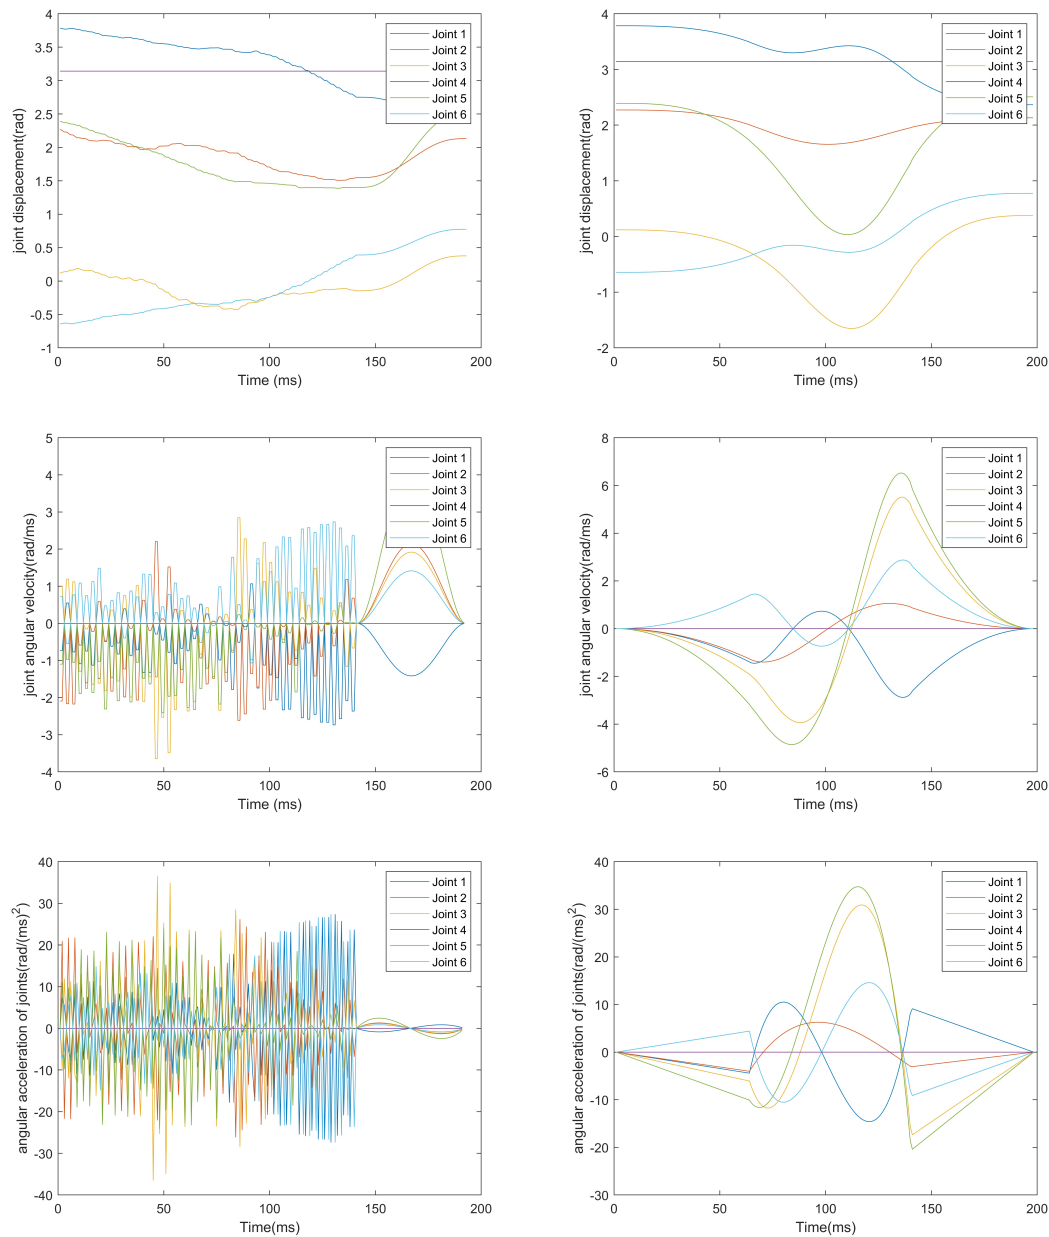 joint displacement(rad)
4
3.5
3
2.5
2
1.5
1
0.5
0
-0.5
-1
0
50
100
150
200
Time (ms)
Joint 1
Joint 2
Joint 3
Joint 4
Joint 5
Joint 6
joint displacement(rad)
4
3
2
1
0
-1
-2
0
50
100
150
200
Time (ms)
Joint 1
Joint 2
Joint 3
Joint 4
Joint 5
Joint 6
joint angular velocity(rad/ms)
5
4
3
2
1
0
-1
-2
-3
-4
0
50
100
150
200
Time (ms)
Joint 1
Joint 2
Joint 3
Joint 4
Joint 5
Joint 6
joint angular velocity(rad/ms)
8
6
4
2
0
-2
-4
-6
0
50
100
150
200
Time (ms)
Joint 1
Joint 2
Joint 3
Joint 4
Joint 5
Joint 6
angular acceleration of joints(rad/(ms)²)
40
30
20
10
0
-10
-20
-30
-40
0
50
100
150
200
Time(ms)
Joint 1
Joint 2
Joint 3
Joint 4
Joint 5
Joint 6
angular acceleration of joints(rad/(ms)²)
40
30
20
10
0
-10
-20
-30
0
50
100
150
200
Time(ms)
Joint 1
Joint 2
Joint 3
Joint 4
Joint 5
Joint 6